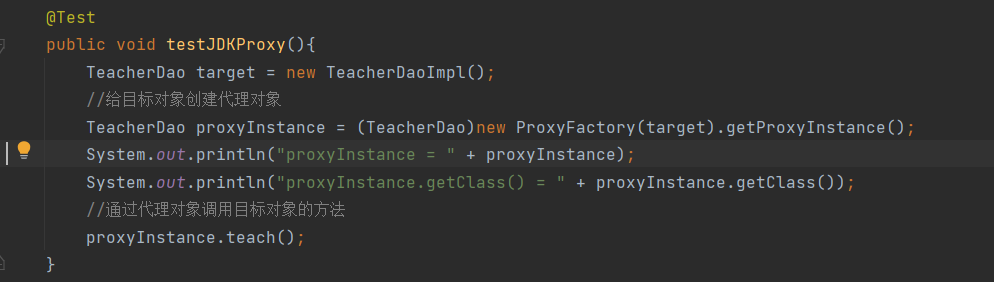 @Test
public void testJDKProxy(){
TeacherDao target = new TeacherDaoImpl();
//给目标对象创建代理对象
TeacherDao proxyInstance = (TeacherDao)new ProxyFactory(target).getProxyInstance();
System.out.println("proxyInstance = " + proxyInstance);
System.out.println("proxyInstance.getClass() = " + proxyInstance.getClass());
//通过代理对象调用目标对象的方法
proxyInstance.teach();
}